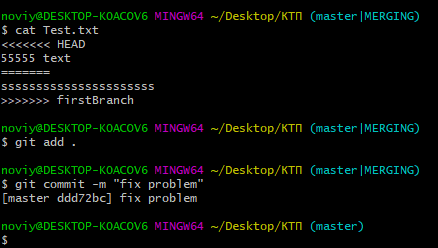 noviy@DESKTOP-KOACOV6 MINGW64 ~/Desktop/КТП (master|MERGING)
$ cat Test.txt
<<<<<<< HEAD
55555 text
=======
ssssssssssssssssssssss
>>>>>>> firstBranch
noviy@DESKTOP-KOACOV6 MINGW64 ~/Desktop/КТП (master|MERGING)
$ git add .
noviy@DESKTOP-KOACOV6 MINGW64 ~/Desktop/КТП (master|MERGING)
$ git commit -m "fix problem"
[master ddd72bc] fix problem
noviy@DESKTOP-KOACOV6 MINGW64 ~/Desktop/КТП (master)
$